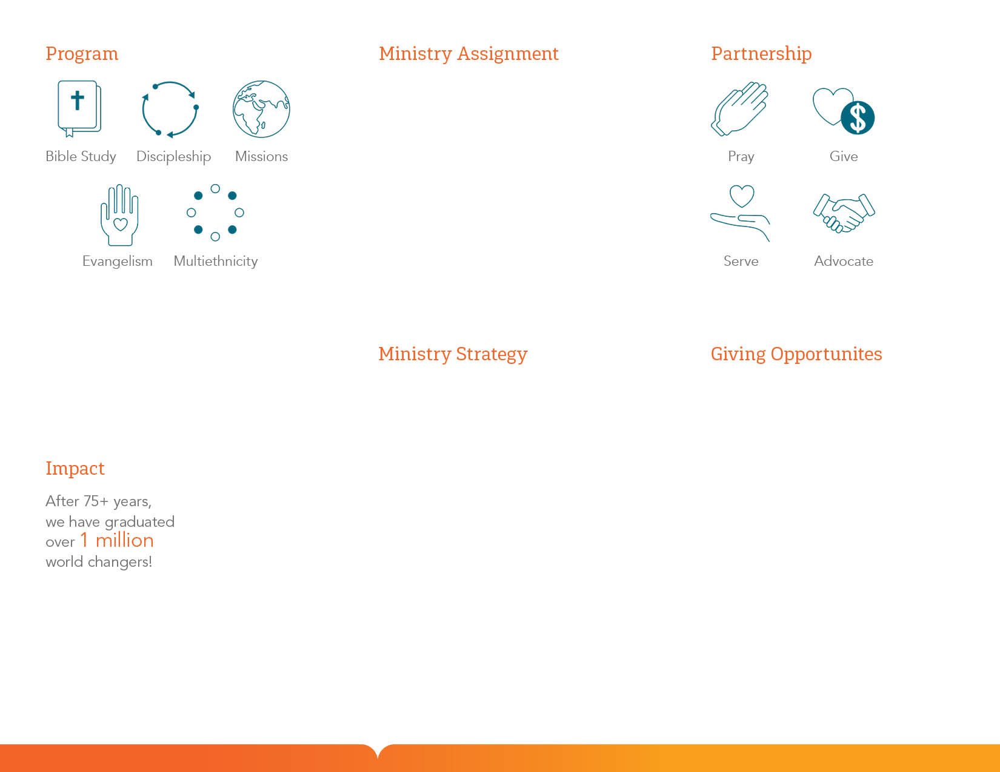 Program
Bible Study
Discipleship
Missions
Evangelism
Multiethnicity
Impact
After 75+ years,
we have graduated
over 1 million
world changers!
Ministry Assignment
Ministry Strategy
Partnership
Pray
$
Give
Serve
Advocate
Giving Opportunites